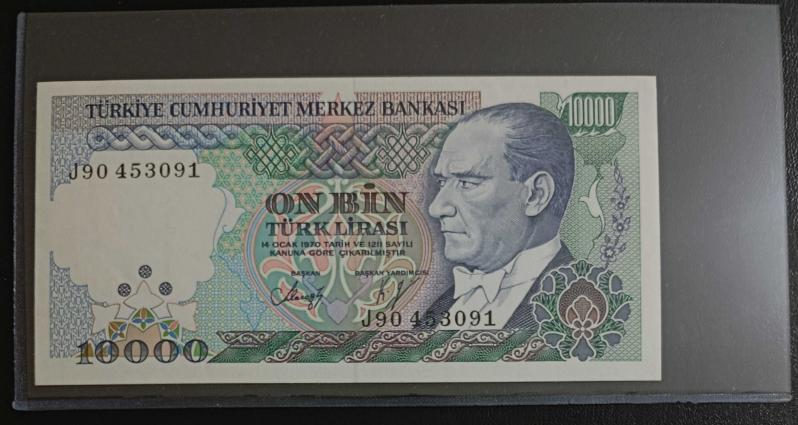 TÜRKİYE CUMHURİYET MERKEZ BANKASI
10000
J90 453091
ON BİN
TÜRK LİRASI
14 OCAK 1970 TARİH VE 1211 SAYILI
KANUNA GÖRE ÇIKARILMIŞTIR
BAŞKAN BAŞKAN YARDIMCISI
J90 453091
10000